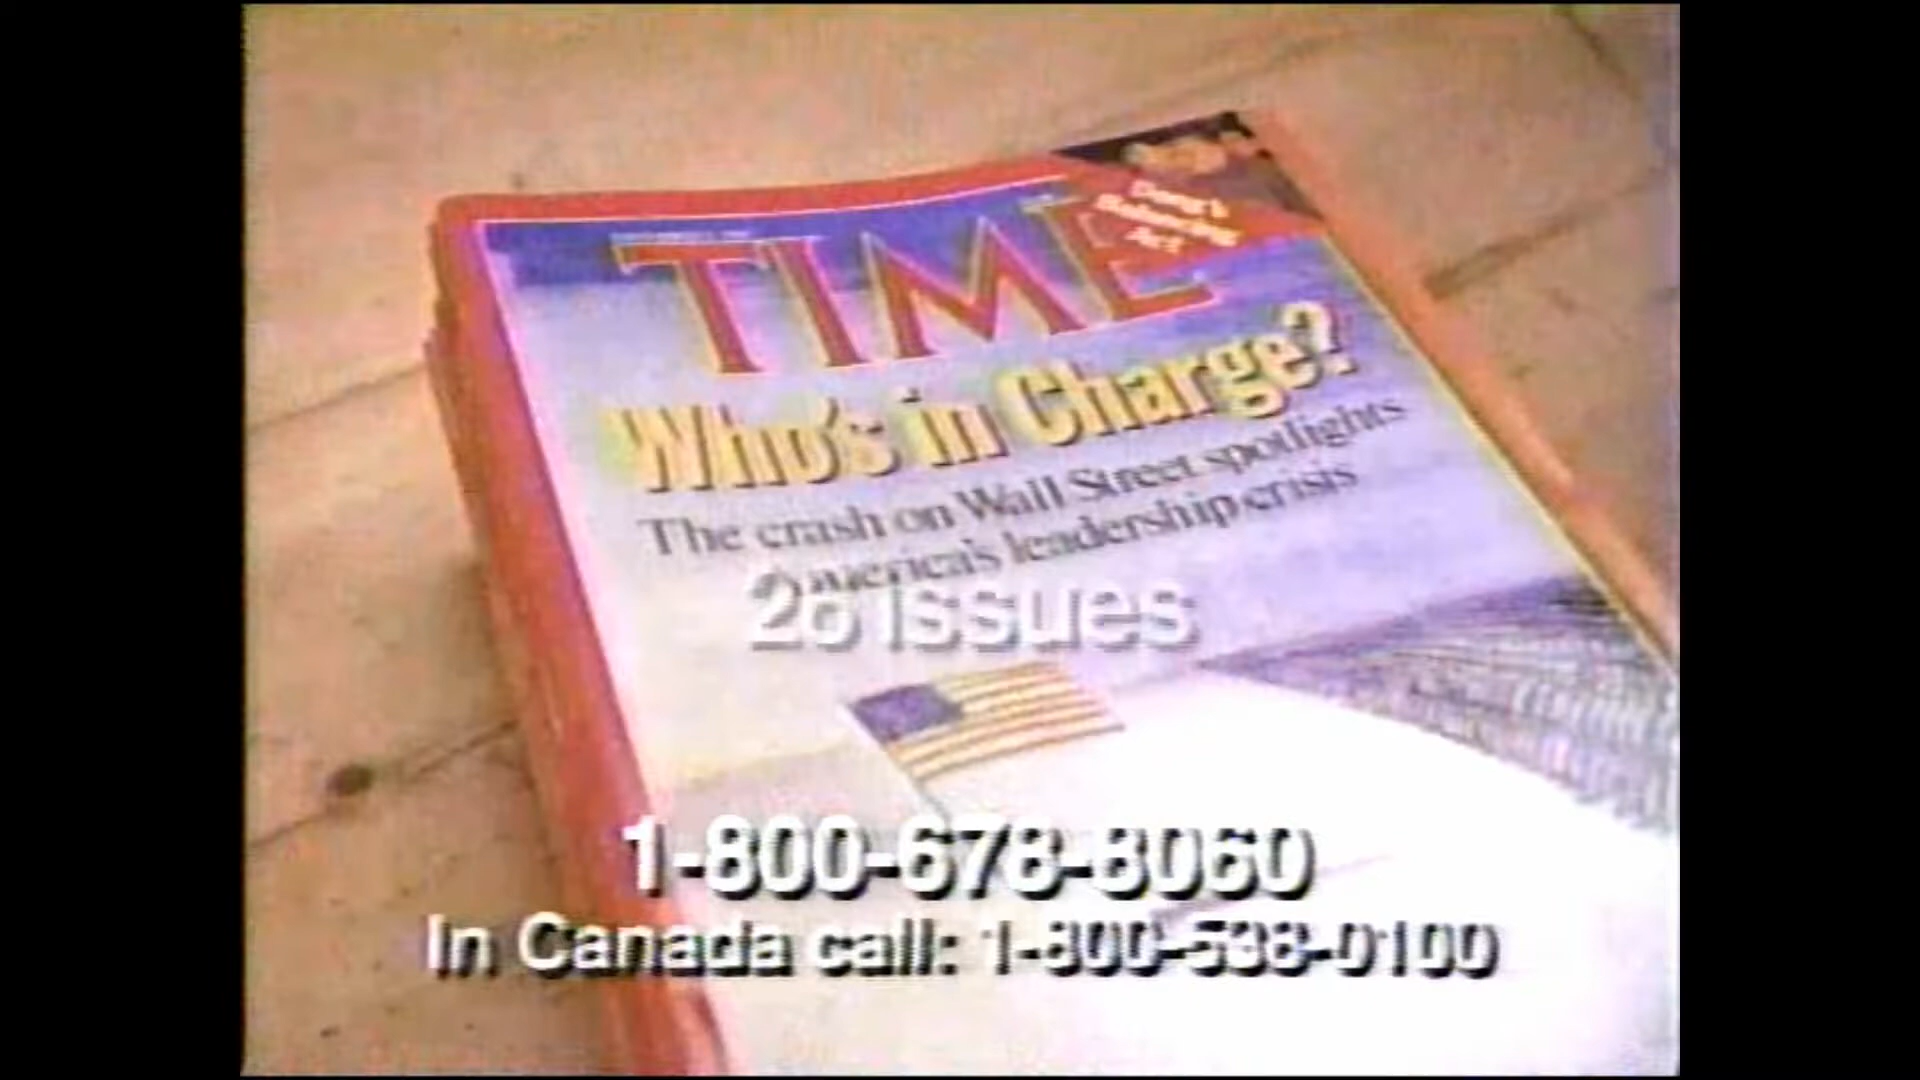 TIME
Who's in Charge?
The crash on Wall Street spotlights
America's leadership crisis
26 issues
1-800-678-8060
In Canada call: 1-800-538-0100